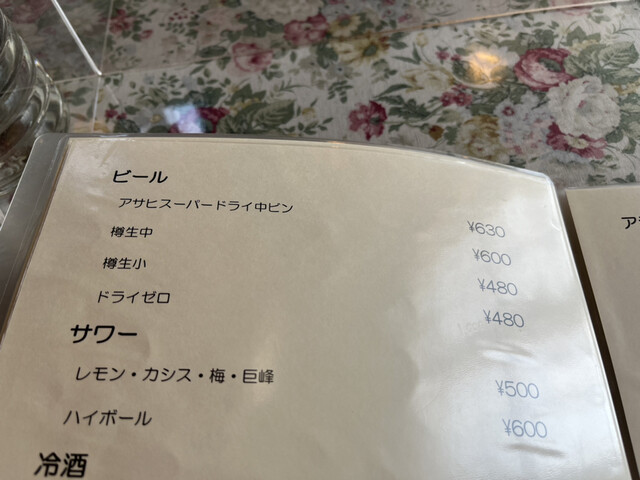 ビール
アサヒスーパードライ中ビン ¥630
樽生中 ¥600
樽生小 ¥480
ドライゼロ ¥480
サワー
レモン・カシス・梅・巨峰 ¥500
ハイボール ¥600
冷酒
ア